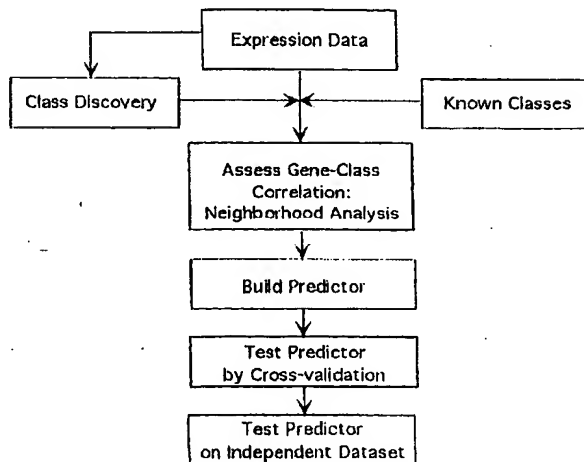 Expression Data
Class Discovery
Known Classes
Assess Gene-Class
Correlation:
Neighborhood Analysis
Build Predictor
Test Predictor
by Cross-validation
Test Predictor
on Independent Dataset